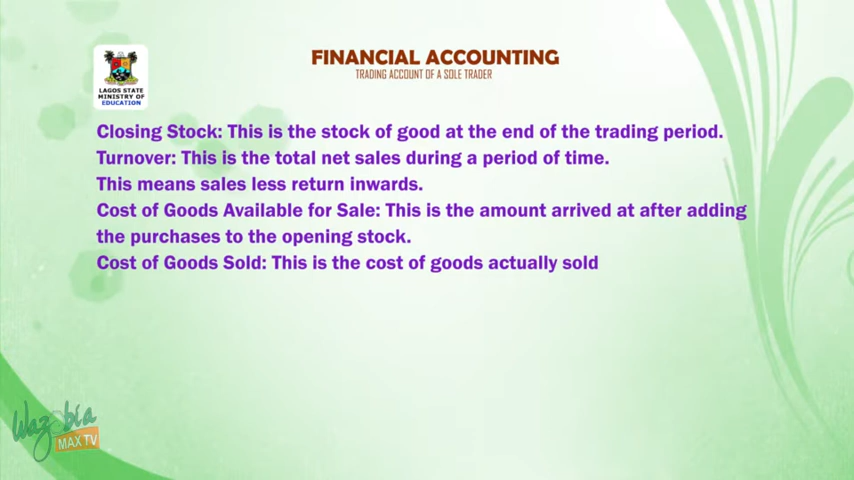 FINANCIAL ACCOUNTING
TRADING ACCOUNT OF A SOLE TRADER
LAGOS STATE
MINISTRY OF
EDUCATION
Closing Stock: This is the stock of good at the end of the trading period.
Turnover: This is the total net sales during a period of time.
This means sales less return inwards.
Cost of Goods Available for Sale: This is the amount arrived at after adding
the purchases to the opening stock.
Cost of Goods Sold: This is the cost of goods actually sold
Wazobia
MAX TV